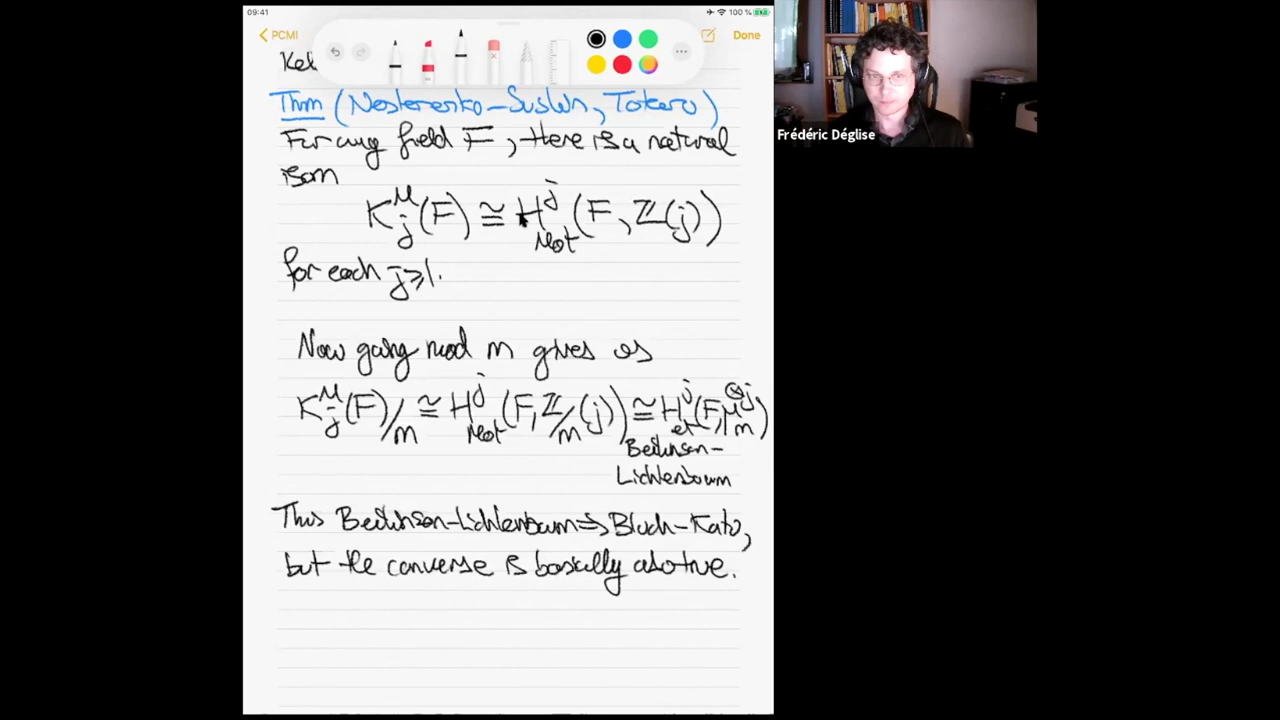 09:41
100 %
PCMI
Done
Thm (Nesterenko-Suslin, Totaro)
For any field F, there is a natural
isom
K^M_j(F) ≅ H^j_Mot(F, ℤ(j))
for each j≥1.
Now going mod m gives us
K^M_j(F)/m ≅ H^j_Mot(F, ℤ/m(j)) ≅ H^j_et(F, μ_m^⊗j)
Beilinson-
Lichtenbaum
Thus Beilinson-Lichtenbaum ⇒ Bloch-Kato,
but the converse is basically also true.
Frédéric Déglise